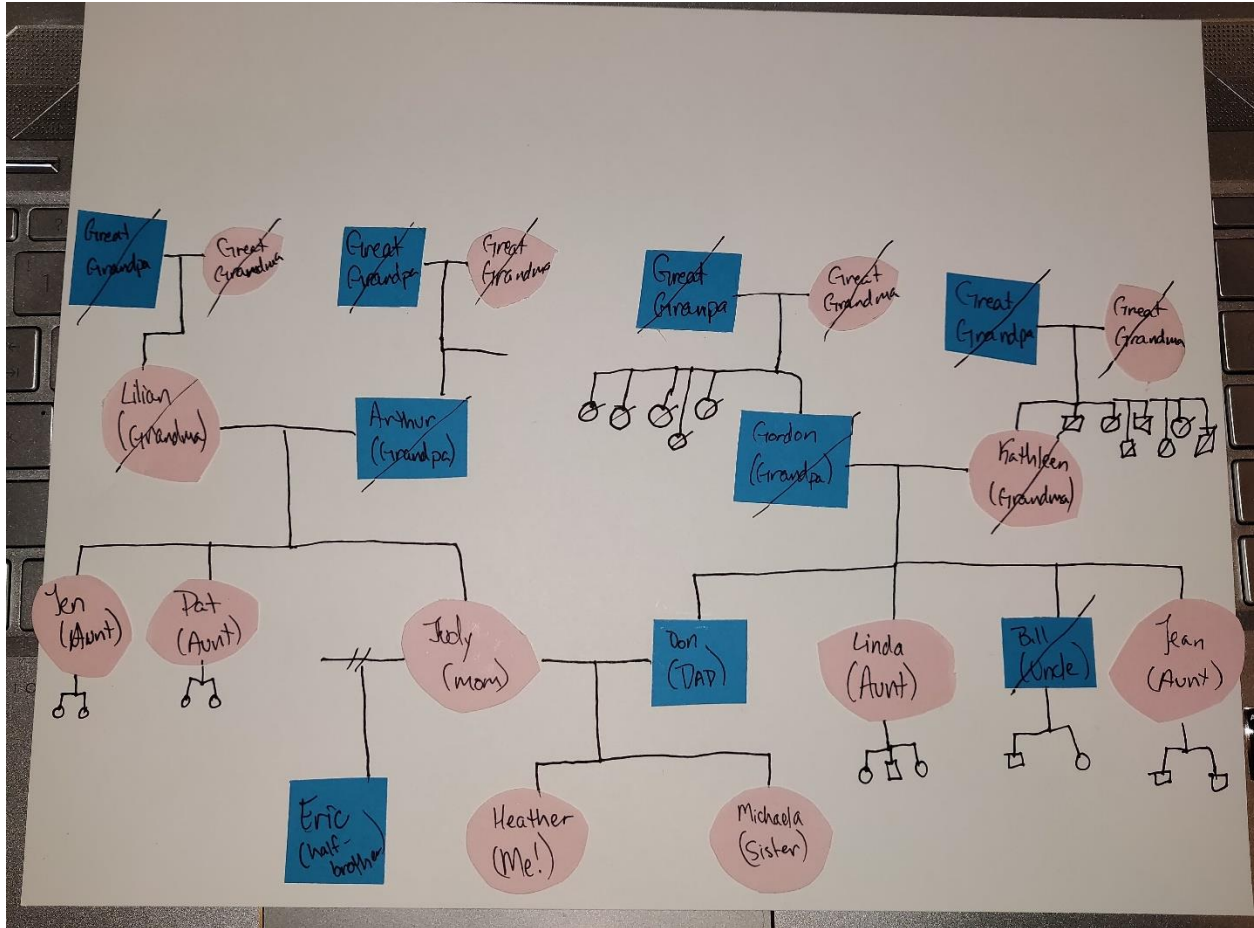 Great
Grandpa
Great
Grandma
Great
Grandpa
Great
Grandma
Great
Granpa
Great
Grandma
Great
Grandpa
Great
Grandma
Lilian
(Grandma)
Arthur
(Grandpa)
Gordon
(Grandpa)
Kathleen
(Grandma)
Jen
(Aunt)
Pat
(Aunt)
Judy
(mom)
Don
(DAD)
Linda
(Aunt)
Bill
(Uncle)
Jean
(Aunt)
Eric
(half-
brother)
Heather
(Me!)
Michaela
(Sister)